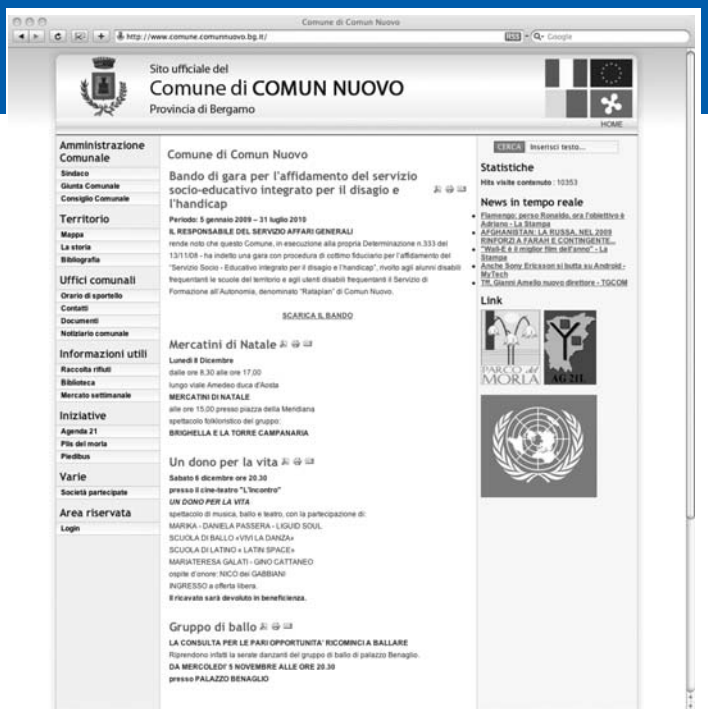 Comune di Comun Nuovo
http://www.comune.comunnuovo.bg.it/
RSS
Google
Sito ufficiale del
Comune di COMUN NUOVO
Provincia di Bergamo
HOME
Amministrazione
Comunale
Sindaco
Giunta Comunale
Consiglio Comunale
Territorio
Mappa
La storia
Bibliografia
Uffici comunali
Orario di sportello
Contatti
Documenti
Notiziario comunale
Informazioni utili
Raccolta rifiuti
Biblioteca
Mercato settimanale
Iniziative
Agenda 21
Plis del morla
Piedibus
Varie
Società partecipate
Area riservata
Login
Comune di Comun Nuovo
Bando di gara per l'affidamento del servizio
socio-educativo integrato per il disagio e
l'handicap
Periodo: 5 gennaio 2009 – 31 luglio 2010
IL RESPONSABILE DEL SERVIZIO AFFARI GENERALI
rende noto che questo Comune, in esecuzione alla propria Determinazione n.333 del
13/11/08 - ha indetto una gara con procedura di cottimo fiduciario per l'affidamento del
"Servizio Socio - Educativo integrato per il disagio e l'handicap", rivolto agli alunni disabili
frequentanti le scuole del territorio e agli utenti disabili frequentanti il Servizio di
Formazione all'Autonomia, denominato "Rataplan" di Comun Nuovo.
SCARICA IL BANDO
Mercatini di Natale
Lunedì 8 Dicembre
dalle ore 8,30 alle ore 17,00
lungo viale Amedeo duca d'Aosta
MERCATINI DI NATALE
alle ore 15,00 presso piazza della Meridiana
spettacolo folkloristico del gruppo:
BRIGHELLA E LA TORRE CAMPANARIA
Un dono per la vita
Sabato 6 dicembre ore 20.30
presso il cine-teatro "L'Incontro"
UN DONO PER LA VITA
spettacolo di musica, ballo e teatro, con la partecipazione di:
MARIKA - DANIELA PASSERA - LIGUID SOUL
SCUOLA DI BALLO «VIVI LA DANZA»
SCUOLA DI LATINO « LATIN SPACE»
MARIATERESA GALATI - GINO CATTANEO
ospite d'onore: NICO dei GABBIANI
INGRESSO a offerta libera.
Il ricavato sarà devoluto in beneficienza.
Gruppo di ballo
LA CONSULTA PER LE PARI OPPORTUNITA' RICOMINCI A BALLARE
Riprendono infatti la serate danzanti del gruppo di ballo di palazzo Benaglio.
DA MERCOLEDI' 5 NOVEMBRE ALLE ORE 20.30
presso PALAZZO BENAGLIO
CERCA Inserisci testo...
Statistiche
Hits visite contenuto : 10353
News in tempo reale
Flamengo: perso Ronaldo, ora l'obiettivo è
Adriano - La Stampa
AFGHANISTAN: LA RUSSA, NEL 2009
RINFORZI A FARAH E CONTINGENTE...
"Wall-E è il miglior film dell'anno" - La
Stampa
Anche Sony Ericsson si butta su Android -
MyTech
Tff, Gianni Amelio nuovo direttore - TGCOM
Link
PARCO del
MORLA
AG 21L